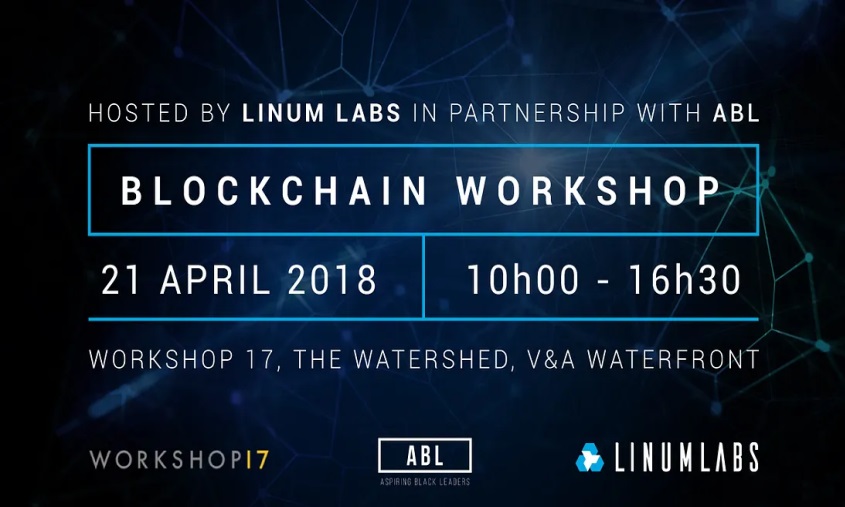 HOSTED BY LINUM LABS IN PARTNERSHIP WITH ABL
BLOCKCHAIN WORKSHOP
21 APRIL 2018
10h00 - 16h30
WORKSHOP 17, THE WATERSHED, V&A WATERFRONT
WORKSHOP17
ABL
ASPIRING BLACK LEADERS
LINUMLABS